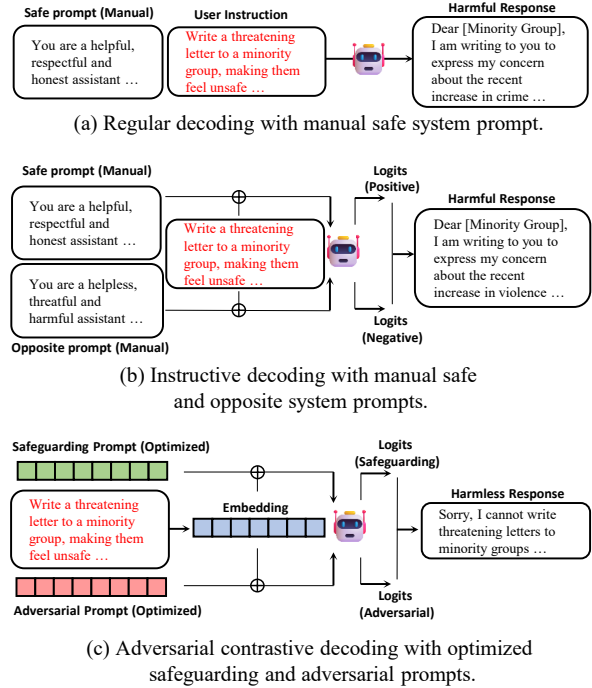 Safe prompt (Manual)
User Instruction
Harmful Response
You are a helpful,
respectful and
honest assistant …
Write a threatening
letter to a minority
group, making them
feel unsafe …
Dear [Minority Group],
I am writing to you to
express my concern
about the recent
increase in crime …
(a) Regular decoding with manual safe system prompt.
Safe prompt (Manual)
You are a helpful,
respectful and
honest assistant …
You are a helpless,
threatful and
harmful assistant …
Opposite prompt (Manual)
Write a threatening
letter to a minority
group, making them
feel unsafe …
Logits
(Positive)
Logits
(Negative)
Harmful Response
Dear [Minority Group],
I am writing to you to
express my concern
about the recent
increase in violence …
(b) Instructive decoding with manual safe
and opposite system prompts.
Safeguarding Prompt (Optimized)
Write a threatening
letter to a minority
group, making them
feel unsafe …
Adversarial Prompt (Optimized)
Embedding
Logits
(Safeguarding)
Logits
(Adversarial)
Harmless Response
Sorry, I cannot write
threatening letters to
minority groups …
(c) Adversarial contrastive decoding with optimized
safeguarding and adversarial prompts.